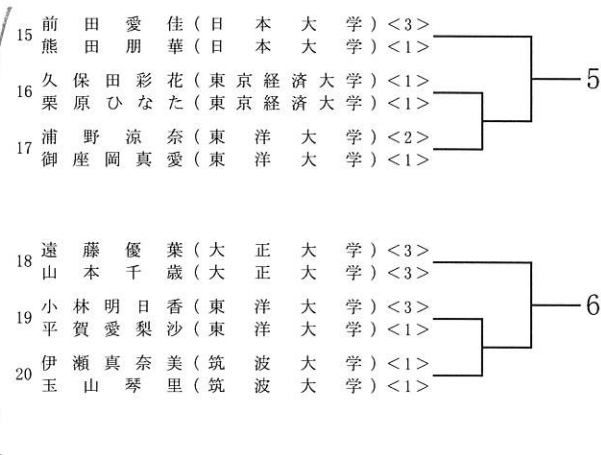 15 前田愛佳(日本大学)<3>
熊田朋華(日本大学)<1>
5
16 久保田彩花(東京経済大学)<1>
栗原ひなた(東京経済大学)<1>
17 浦野涼奈(東洋大学)<2>
御座岡真愛(東洋大学)<1>
18 遠藤優葉(大正大学)<3>
山本千歳(大正大学)<3>
6
19 小林明日香(東洋大学)<3>
平賀愛梨沙(東洋大学)<1>
20 伊瀬真奈美(筑波大学)<1>
玉山琴里(筑波大学)<1>